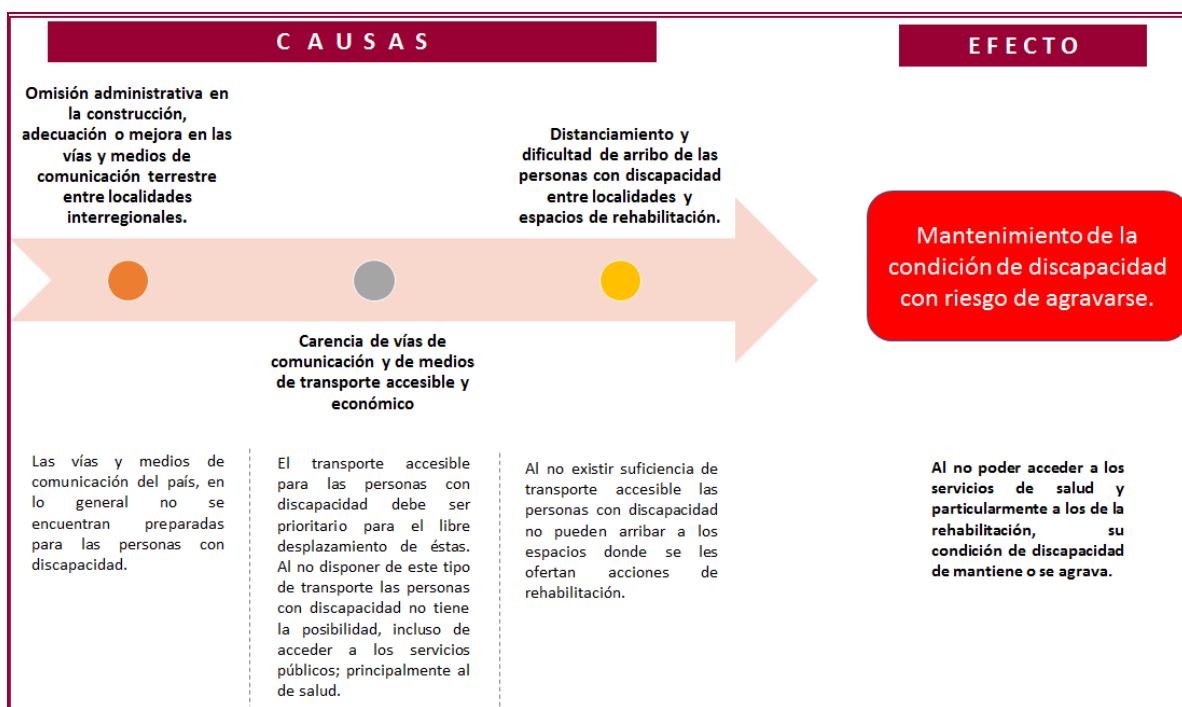 CAUSAS
EFECTO
Omisión administrativa en
la construcción,
adecuación o mejora en las
vías y medios de
comunicación terrestre
entre localidades
interregionales.
Distanciamiento y
dificultad de arribo de las
personas con discapacidad
entre localidades y
espacios de rehabilitación.
Mantenimiento de la
condición de discapacidad
con riesgo de agravarse.
Carencia de vías de
comunicación y de medios
de transporte accesible y
económico
Las vías y medios de
comunicación del país, en
lo general no se
encuentran preparadas
para las personas con
discapacidad.
El transporte accesible
para las personas con
discapacidad debe ser
prioritario para el libre
desplazamiento de éstas.
Al no disponer de este tipo
de transporte las personas
con discapacidad no tiene
la posibilidad, incluso de
acceder a los servicios
públicos; principalmente al
de salud.
Al no existir suficiencia de
transporte accesible las
personas con discapacidad
no pueden arribar a los
espacios donde se les
ofertan acciones de
rehabilitación.
Al no poder acceder a los
servicios de salud y
particularmente a los de la
rehabilitación, su
condición de discapacidad
de mantiene o se agrava.